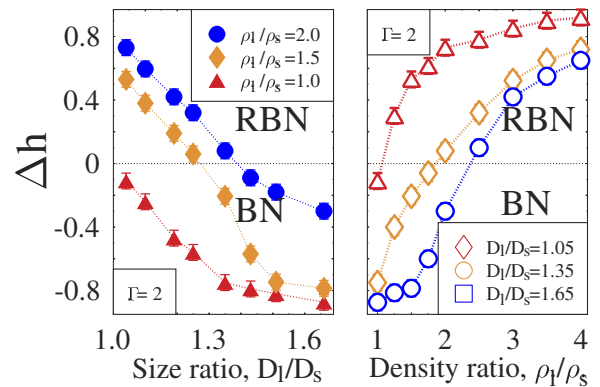 Δh
0.8
0.4
0
-0.4
-0.8
ρl/ρs=2.0
ρl/ρs=1.5
ρl/ρs=1.0
RBN
BN
Γ=2
1.0
1.3
1.6
Size ratio, Dl/Ds
Γ=2
RBN
BN
Dl/Ds=1.05
Dl/Ds=1.35
Dl/Ds=1.65
1
2
3
4
Density ratio, ρl/ρs